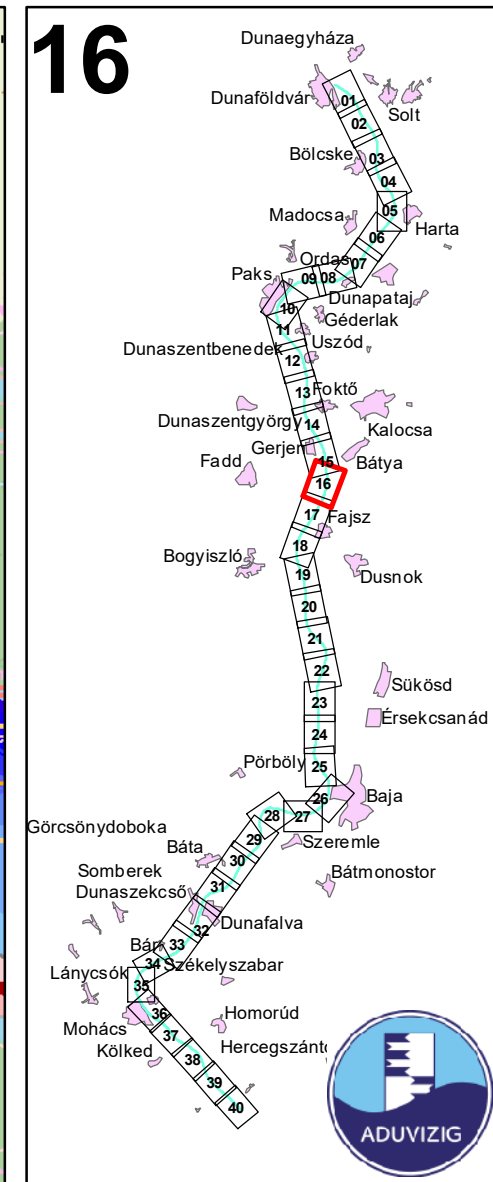 16
Dunaegyháza
Dunaföldvár
01
Solt
02
Bölcske
03
04
05
Madocsa
Harta
06
Ordas
07
Paks
09
08
Dunapataj
10
Géderlak
11
Uszód
Dunaszentbenedek
12
13
Foktő
Dunaszentgyörgy
14
Kalocsa
Gerjen
15
Bátya
Fadd
16
17
Fajsz
18
Bogyiszló
19
Dusnok
20
21
22
Sükösd
23
Érsekcsanád
24
Pörböly
25
26
Baja
28
27
Görcsönydoboka
29
Szeremle
Báta
30
Somberek
Bátmonostor
31
Dunaszekcső
Dunafalva
32
Bár
33
34
Székelyszabar
Lánycsók
35
36
Homorúd
Mohács
37
Kölked
Hercegszántó
38
39
40
ADUVIZIG